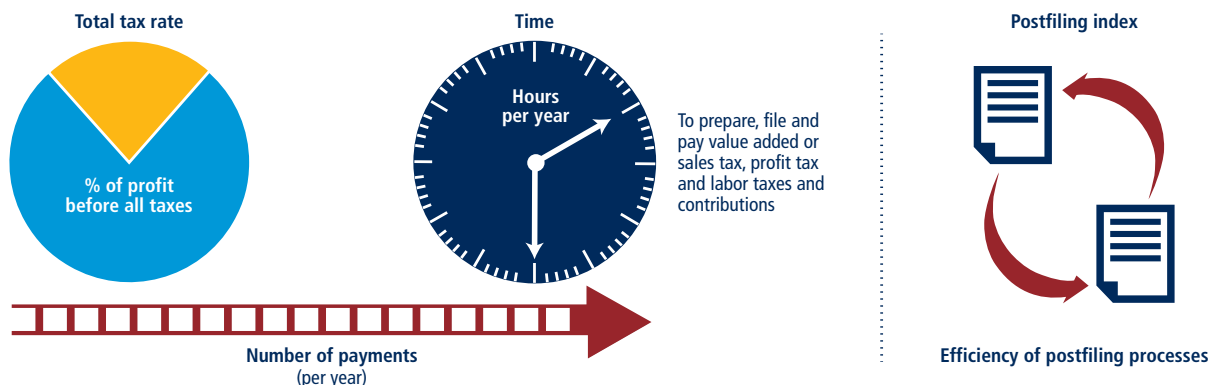 Total tax rate
% of profit
before all taxes
Time
Hours
per year
To prepare, file and
pay value added or
sales tax, profit tax
and labor taxes and
contributions
Number of payments
(per year)
Postfiling index
Efficiency of postfiling processes